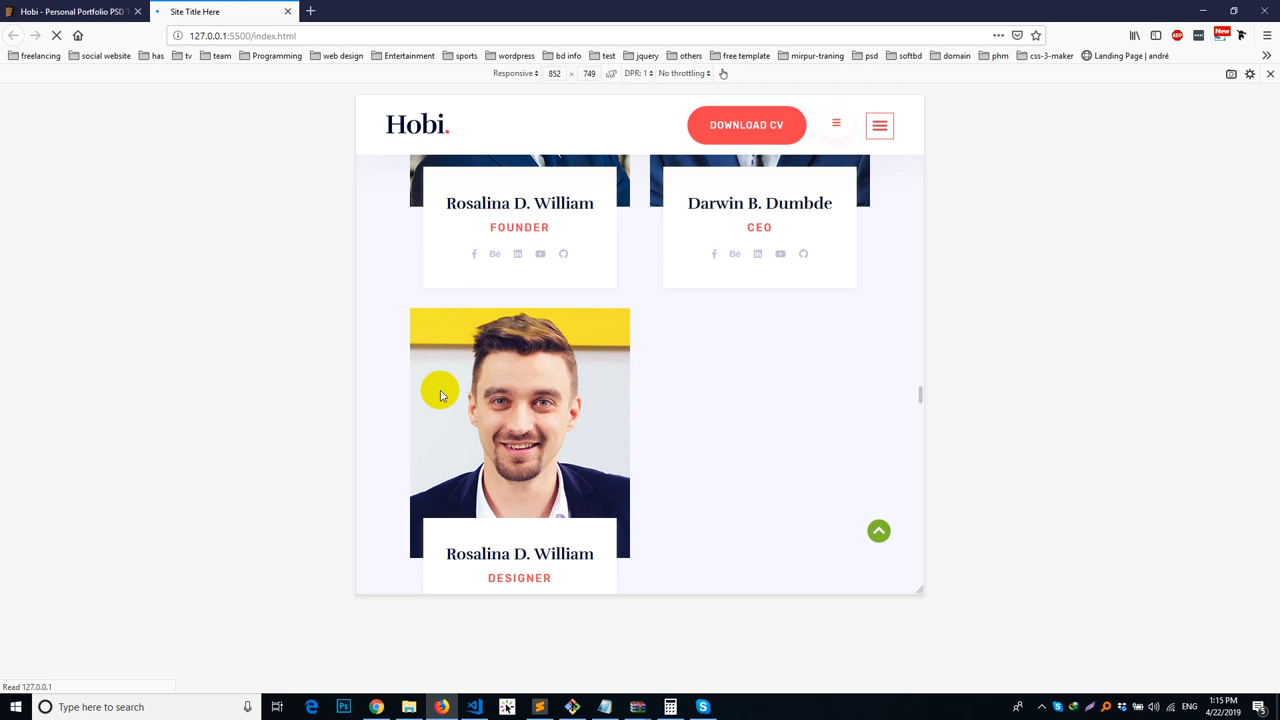 Hobi - Personal Portfolio PSD T
Site Title Here
127.0.0.1:5500/index.html
New
freelancing
social website
has
tv
team
Programming
web design
Entertainment
sports
wordpress
bd info
test
jquery
others
free template
mirpur-traning
psd
softbd
domain
phm
css-3-maker
Landing Page | andré
Responsive
852 x 749
DPR: 1
No throttling
Hobi.
DOWNLOAD CV
Rosalina D. William
FOUNDER
Darwin B. Dumbde
CEO
Rosalina D. William
DESIGNER
Read 127.0.0.1
Type here to search
ENG
1:15 PM
4/22/2019